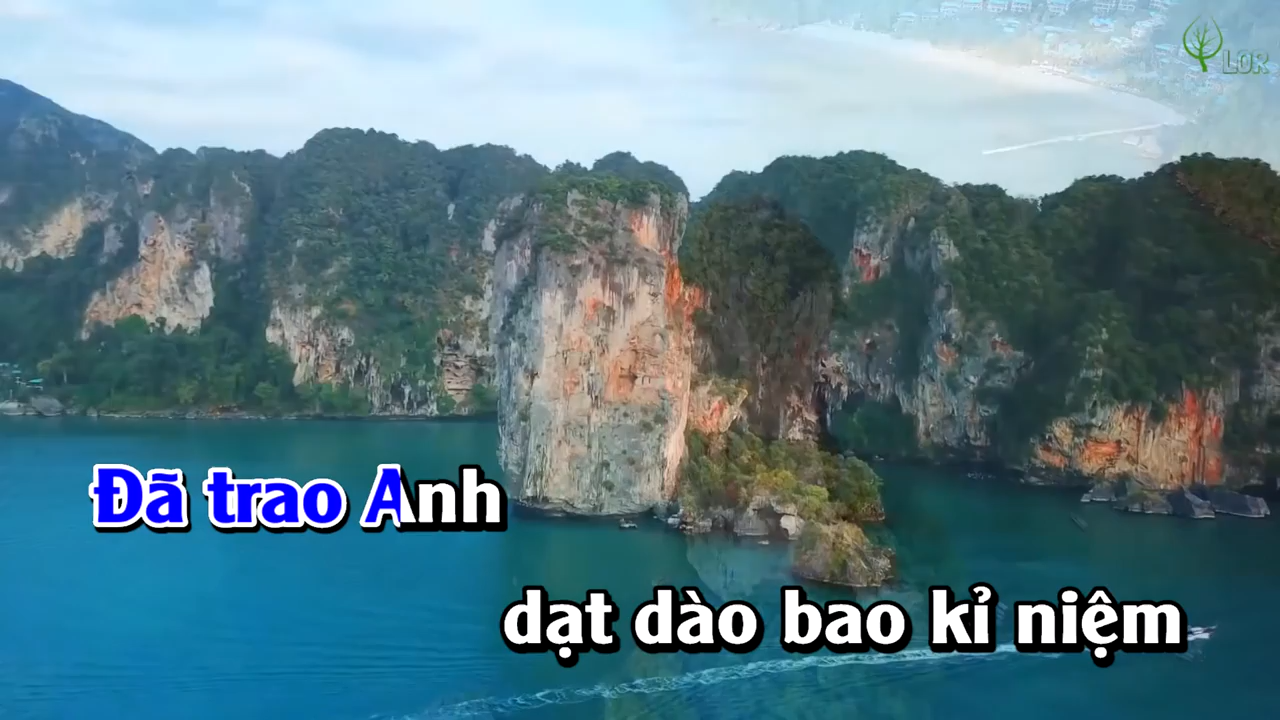 LOR
Đã trao Anh
dạt dào bao kỉ niệm